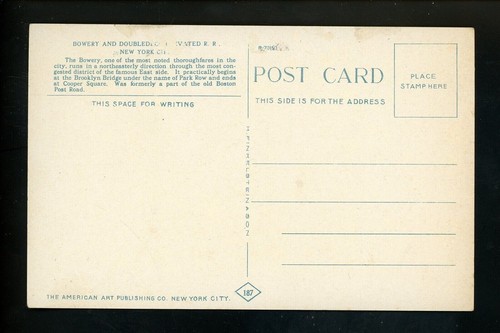 BOWERY AND
R. R.
NEW YORK
The Bowery, one of the most noted thoroughfares in the
city, runs in a northeasterly direction through the most con-
gested district of the famous East side. It practically begins
at the Brooklyn Bridge under the name of Park Row and ends
at Cooper Square. Was formerly a part of the old Boston
Post Road.
THIS SPACE FOR WRITING
THE AMERICAN ART PUBLISHING CO. NEW YORK CITY.
187
POST CARD
THIS SIDE IS FOR THE ADDRESS
PLACE
STAMP HERE